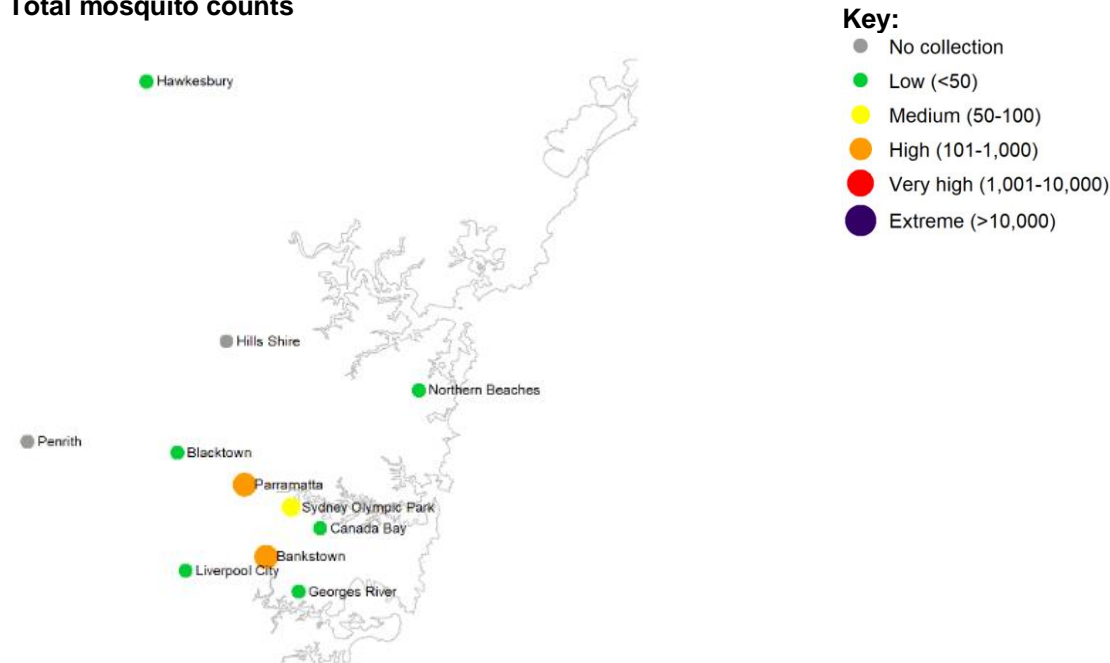 Total mosquito counts
Key:
No collection
Low (<50)
Medium (50-100)
High (101-1,000)
Very high (1,001-10,000)
Extreme (>10,000)
Hawkesbury
Hills Shire
Northern Beaches
Penrith
Blacktown
Parramatta
Sydney Olympic Park
Canada Bay
Bankstown
Liverpool City
Georges River